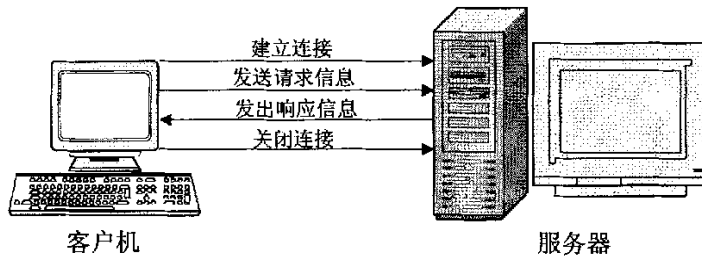 建立连接
发送请求信息
发出响应信息
关闭连接
客户机
服务器